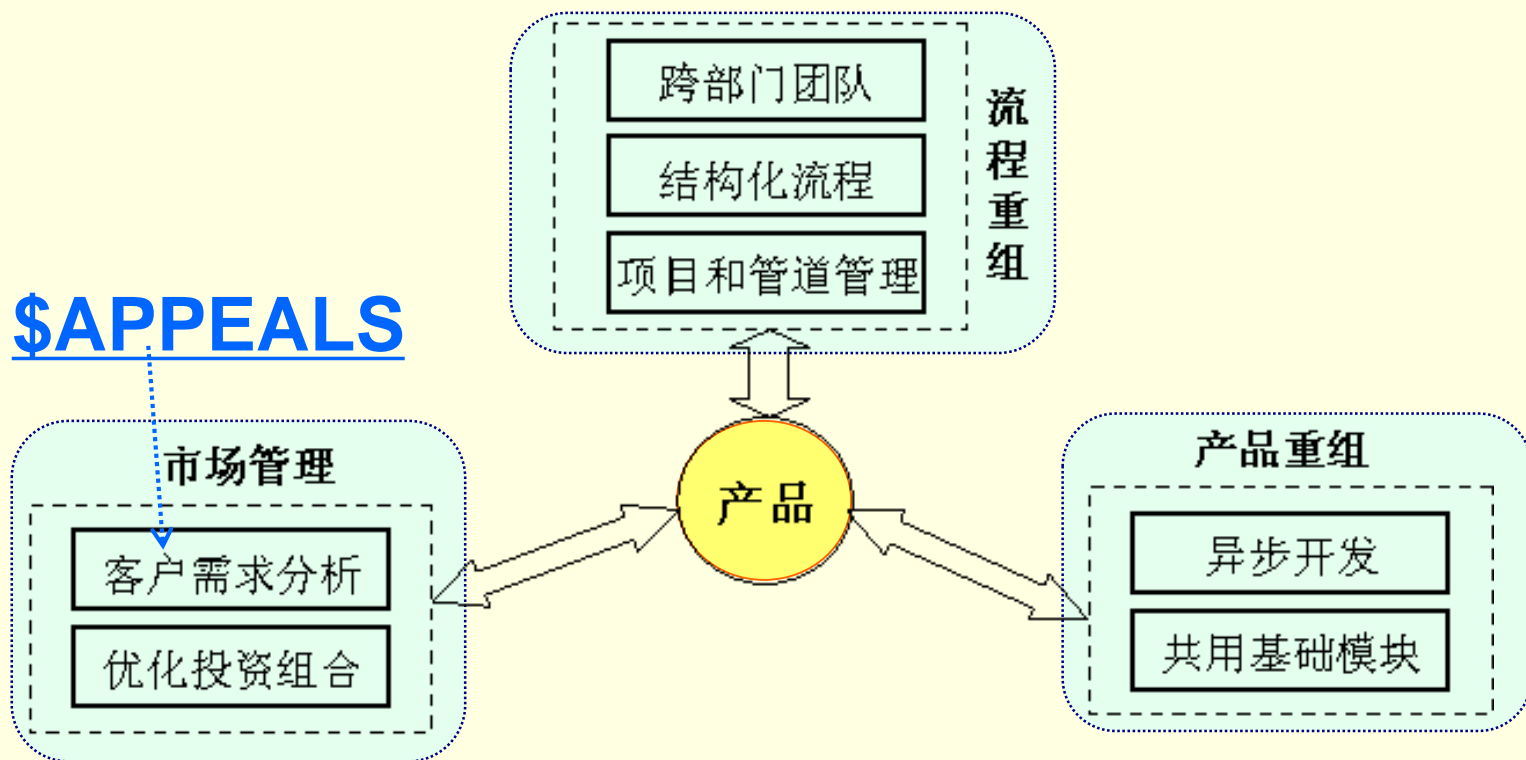 跨部门团队
结构化流程
项目和管道管理
流程重组
$APPEALS
市场管理
客户需求分析
优化投资组合
产品
产品重组
异步开发
共用基础模块